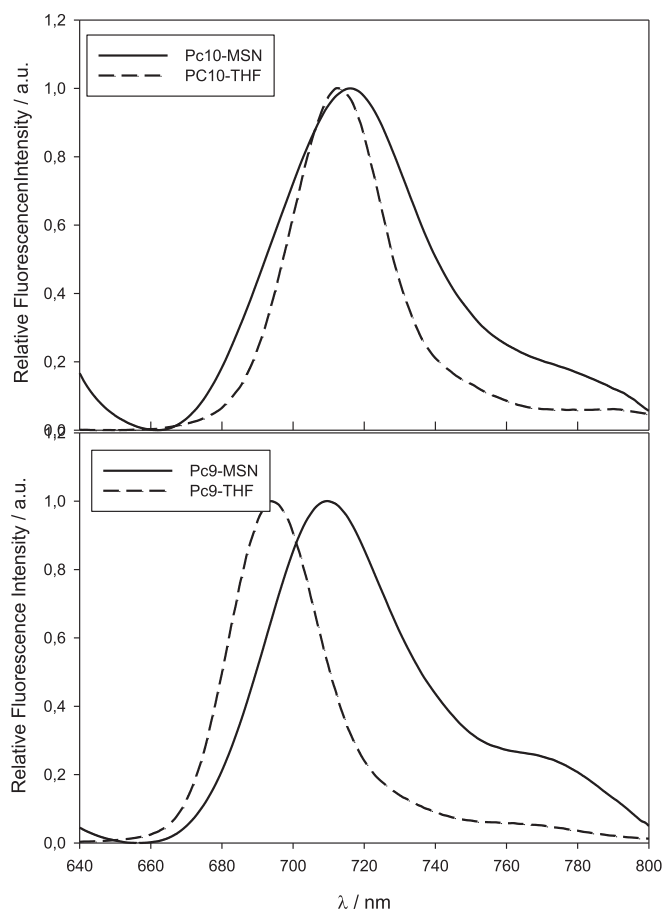 1,2
Pc10-MSN
PC10-THF
1,0
0,8
0,6
0,4
0,2
0,0
Relative FluorescencenIntensity / a.u.
1,2
Pc9-MSN
Pc9-THF
1,0
0,8
0,6
0,4
0,2
0,0
Relative Fluorescence Intensity / a.u.
640 660 680 700 720 740 760 780 800
λ / nm